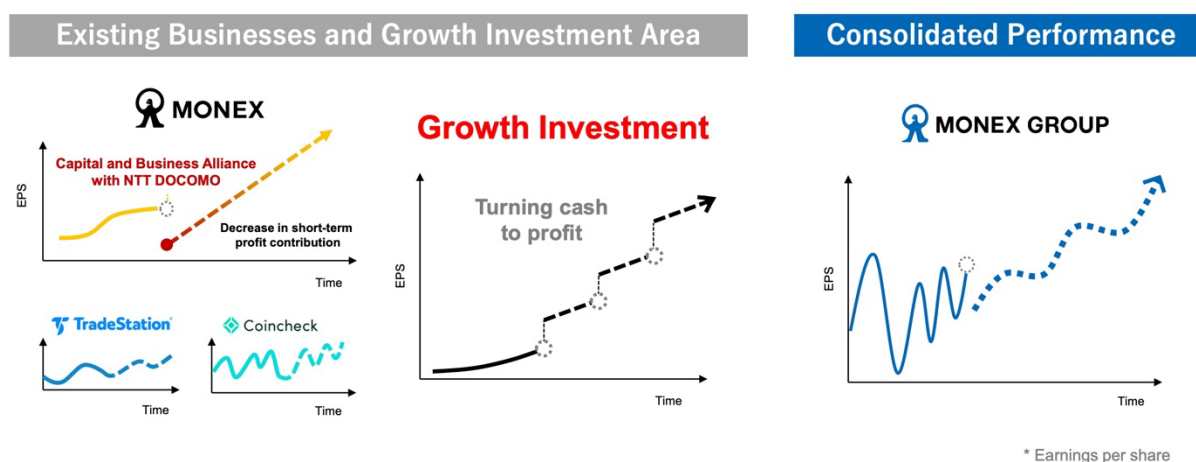 Existing Businesses and Growth Investment Area
MONEX
EPS
Capital and Business Alliance
with NTT DOCOMO
Decrease in short-term
profit contribution
Time
TradeStation®
Time
Coincheck
Time
Growth Investment
Turning cash
to profit
EPS
Time
Consolidated Performance
MONEX GROUP
EPS
Time
* Earnings per share